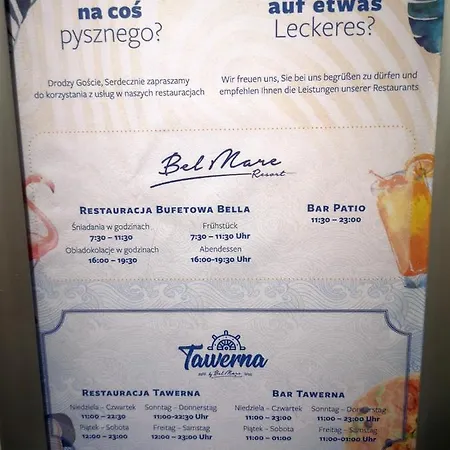 na coś
pysznego?
auf etwas
Leckeres?
Drodzy Goście, Serdecznie zapraszamy
do korzystania z usług w naszych restauracjach
Wir freuen uns, Sie bei uns begrüßen zu dürfen und
empfehlen Ihnen die Leistungen unserer Restaurants
Bel Mare
Resort
RESTAURACJA BUFETOWA BELLA
Śniadania w godzinach
7:30 – 11:30
Obiadokolacje w godzinach
16:00 – 19:30
Frühstück
7:30 – 11:30 Uhr
Abendessen
16:00-19:30 Uhr
BAR PATIO
11:30 – 23:00
Tawerna
by Bel Mare
RESTAURACJA TAWERNA
Niedziela – Czwartek
11:00 – 22:30
Piątek – Sobota
12:00 – 23:00
Sonntag – Donnerstag
11:00-22:30 Uhr
Freitag – Samstag
12:00 – 23:00 Uhr
BAR TAWERNA
Niedziela – Czwartek
11:00 – 23:00
Piątek – Sobota
11:00 – 01:00
Sonntag – Donnerstag
11:00 – 23:00 Uhr
Freitag – Samstag
11:00-01:00 Uhr